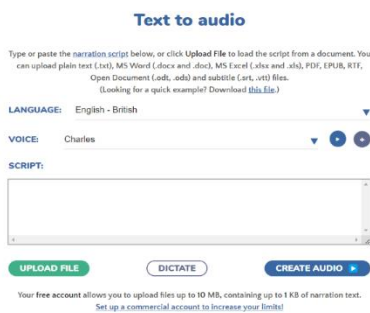 Text to audio
Type or paste the narration script below, or click Upload File to load the script from a document. You
can upload plain text (.txt), MS Word (.docx and .doc), MS Excel (.xlsx and .xls), PDF, EPUB, RTF,
Open Document (.odt, .ods) and subtitle (.srt, .vtt) files.
(Looking for a quick example? Download this file.)
LANGUAGE: English - British
VOICE: Charles
SCRIPT:
UPLOAD FILE DICTATE CREATE AUDIO
Your free account allows you to upload files up to 10 MB, containing up to 1 KB of narration text.
Set up a commercial account to increase your limits!